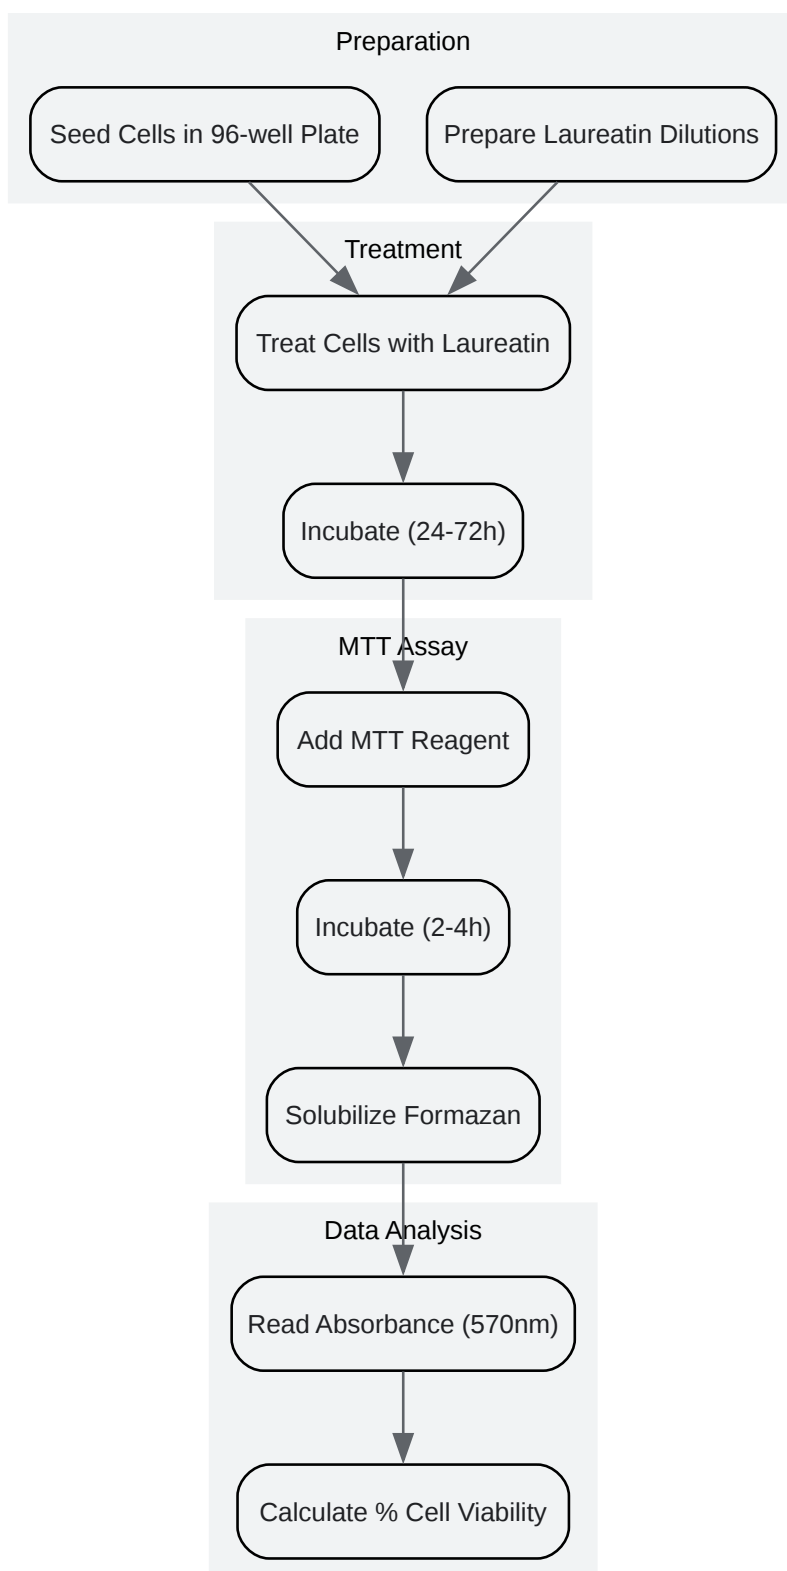 Preparation
Seed Cells in 96-well Plate
Prepare Laureatin Dilutions
Treatment
Treat Cells with Laureatin
Incubate (24-72h)
MTT Assay
Add MTT Reagent
Incubate (2-4h)
Solubilize Formazan
Data Analysis
Read Absorbance (570nm)
Calculate % Cell Viability